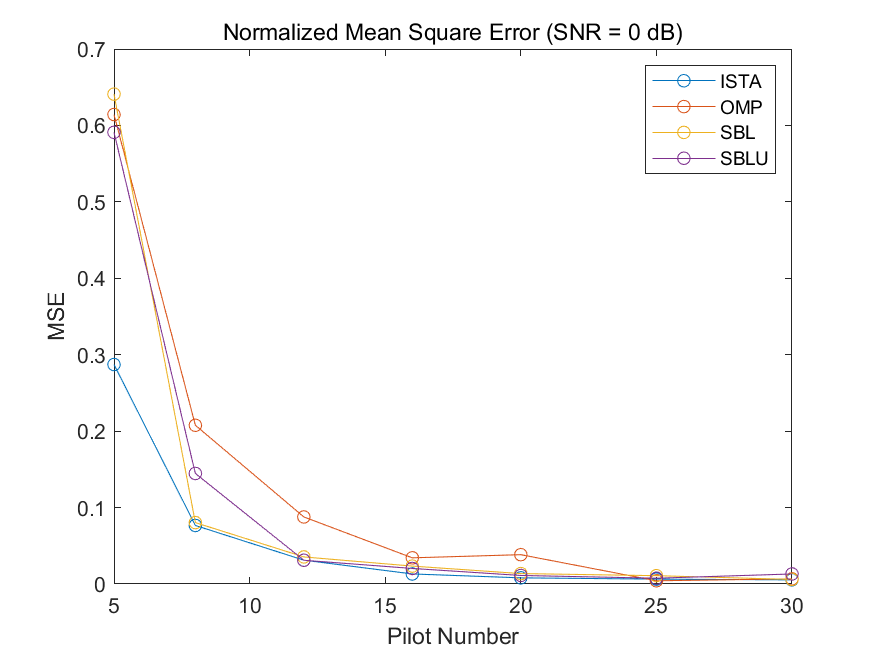 Normalized Mean Square Error (SNR = 0 dB)
0.7
0.6
0.5
0.4
0.3
0.2
0.1
0
MSE
ISTA
OMP
SBL
SBLU
5
10
15
20
25
30
Pilot Number